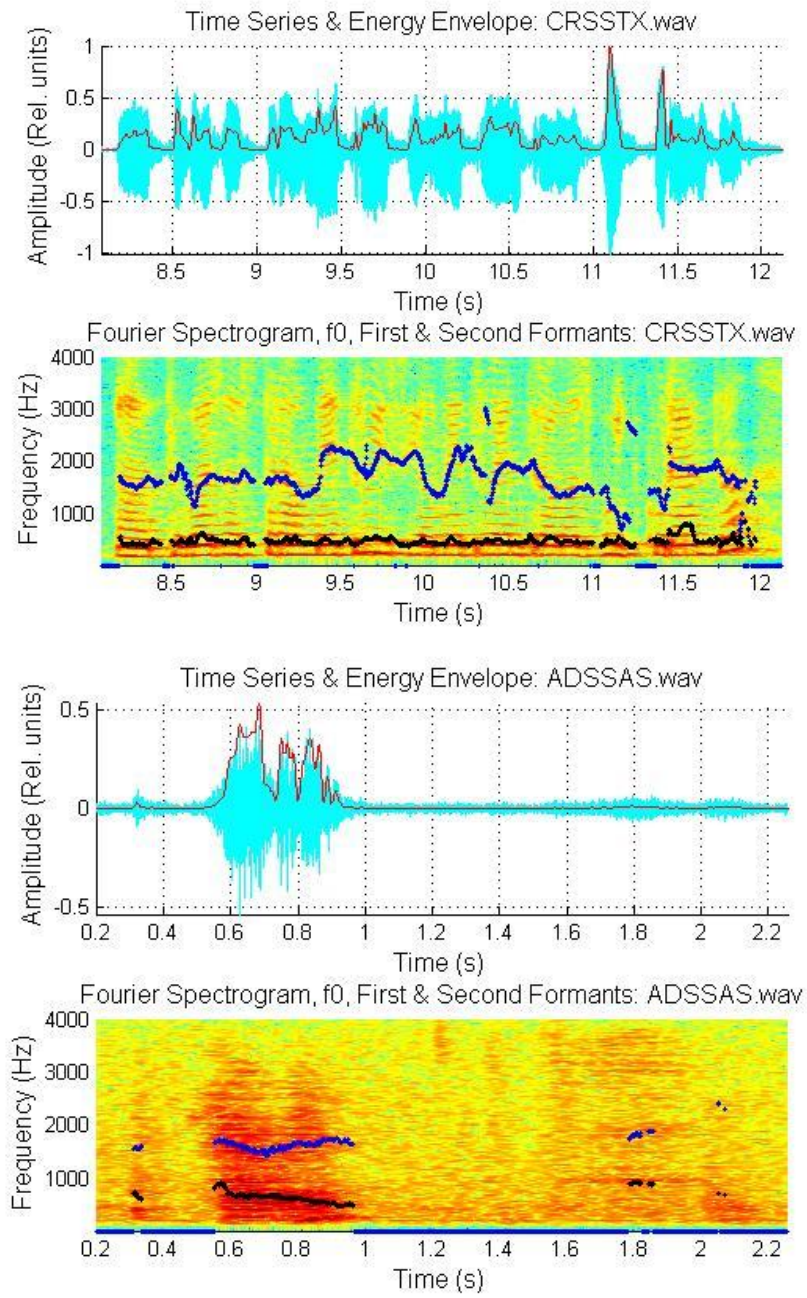 Time Series & Energy Envelope: CRSSTX.wav
Amplitude (Rel. units)
1
0.5
0
-0.5
-1
8.5 9 9.5 10 10.5 11 11.5 12
Time (s)
Fourier Spectrogram, f0, First & Second Formants: CRSSTX.wav
Frequency (Hz)
4000
3000
2000
1000
8.5 9 9.5 10 10.5 11 11.5 12
Time (s)
Time Series & Energy Envelope: ADSSAS.wav
Amplitude (Rel. units)
0.5
0
-0.5
0.2 0.4 0.6 0.8 1 1.2 1.4 1.6 1.8 2 2.2
Time (s)
Fourier Spectrogram, f0, First & Second Formants: ADSSAS.wav
Frequency (Hz)
4000
3000
2000
1000
0.2 0.4 0.6 0.8 1 1.2 1.4 1.6 1.8 2 2.2
Time (s)